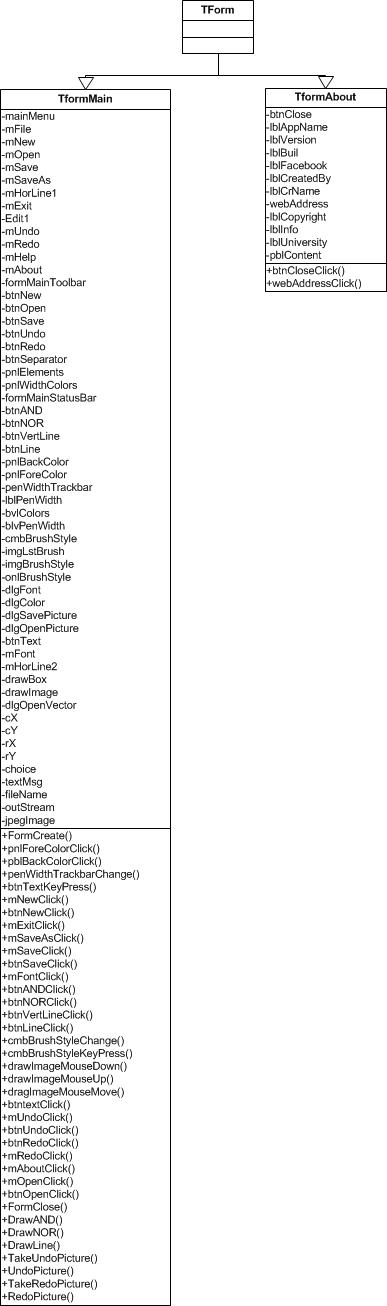 TForm
TformMain
-mainMenu
-mFile
-mNew
-mOpen
-mSave
-mSaveAs
-mHorLine1
-mExit
-Edit1
-mUndo
-mRedo
-mHelp
-mAbout
-formMainToolbar
-btnNew
-btnOpen
-btnSave
-btnUndo
-btnRedo
-btnSeparator
-pnlElements
-pnlWidthColors
-formMainStatusBar
-btnAND
-btnNOR
-btnVertLine
-btnLine
-pnlBackColor
-pnlForeColor
-penWidthTrackbar
-lblPenWidth
-bvlColors
-blvPenWidth
-cmbBrushStyle
-imgLstBrush
-imgBrushStyle
-onlBrushStyle
-dlgFont
-dlgColor
-dlgSavePicture
-dlgOpenPicture
-btnText
-mFont
-mHorLine2
-drawBox
-drawImage
-dlgOpenVector
-cX
-cY
-rX
-rY
-choice
-textMsg
-fileName
-outStream
-jpegImage
+FormCreate()
+pnlForeColorClick()
+pblBackColorClick()
+penWidthTrackbarChange()
+btnTextKeyPress()
+mNewClick()
+btnNewClick()
+mExitClick()
+mSaveAsClick()
+mSaveClick()
+btnSaveClick()
+mFontClick()
+btnANDClick()
+btnNORClick()
+btnVertLineClick()
+btnLineClick()
+cmbBrushStyleChange()
+cmbBrushStyleKeyPress()
+drawImageMouseDown()
+drawImageMouseUp()
+dragImageMouseMove()
+btntextClick()
+mUndoClick()
+btnUndoClick()
+btnRedoClick()
+mRedoClick()
+mAboutClick()
+mOpenClick()
+btnOpenClick()
+FormClose()
+DrawAND()
+DrawNOR()
+DrawLine()
+TakeUndoPicture()
+UndoPicture()
+TakeRedoPicture()
+RedoPicture()
TformAbout
-btnClose
-lblAppName
-lblVersion
-lblBuil
-lblFacebook
-lblCreatedBy
-lblCrName
-webAddress
-lblCopyright
-lblInfo
-lblUniversity
-pblContent
+btnCloseClick()
+webAddressClick()